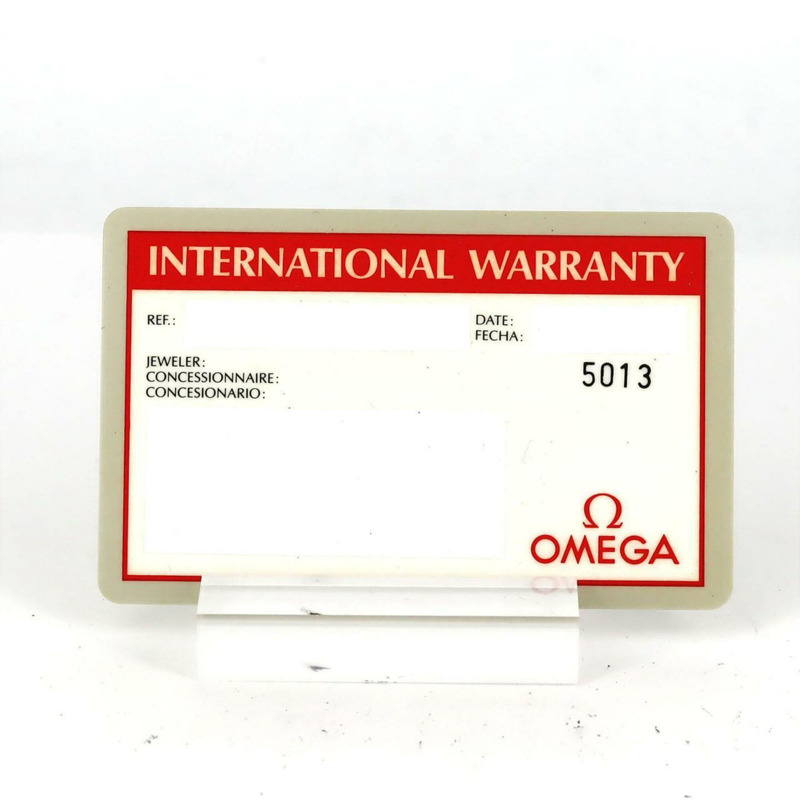 INTERNATIONAL WARRANTY
REF.:
DATE:
FECHA:
JEWELER:
CONCESSIONNAIRE:
CONCESIONARIO:
5013
Ω
OMEGA